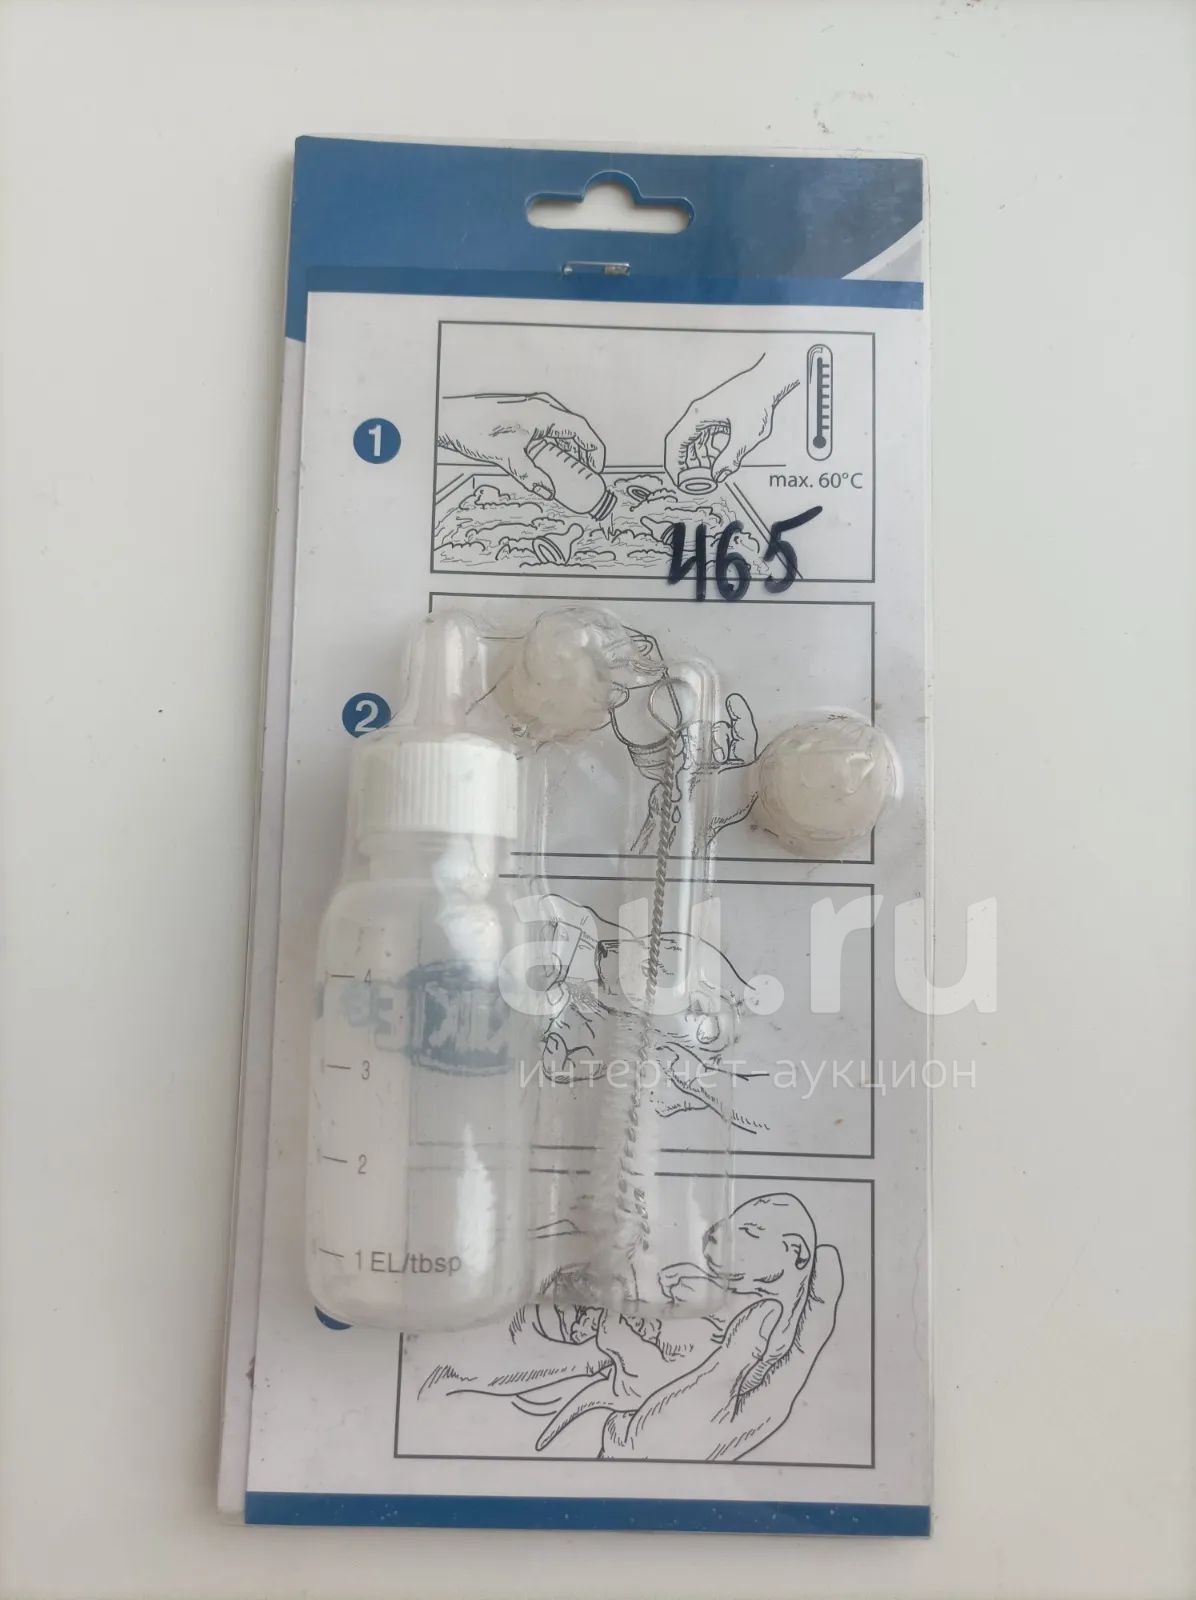 1
max. 60°C
465
2
4
3
2
1 EL/tbsp
au.ru
интернет-аукцион